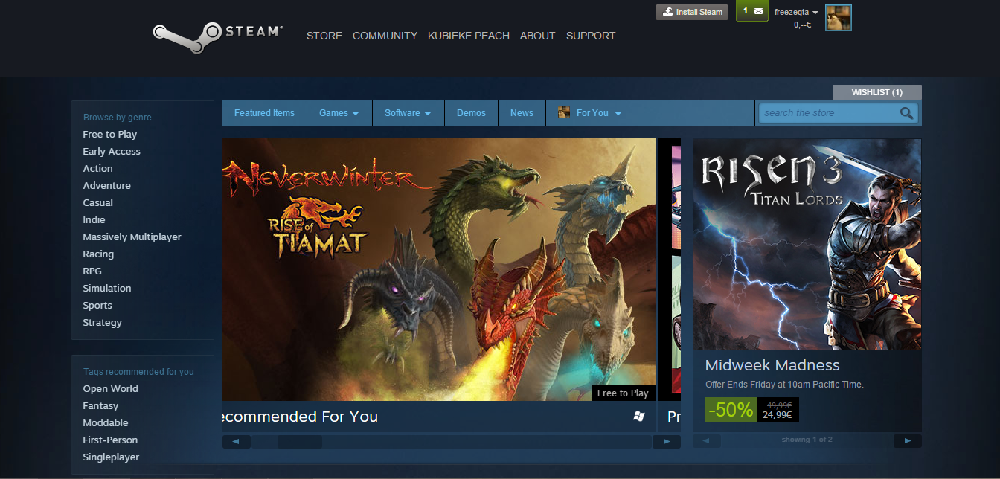 Install Steam
1
freezegta
0,--€
STEAM®
STORE COMMUNITY KUBIEKE PEACH ABOUT SUPPORT
WISHLIST (1)
Featured Items Games Software Demos News For You
search the store
Browse by genre
Free to Play
Early Access
Action
Adventure
Casual
Indie
Massively Multiplayer
Racing
RPG
Simulation
Sports
Strategy
Tags recommended for you
Open World
Fantasy
Moddable
First-Person
Singleplayer
NEVERWINTER
RISE of
TIAMAT
Free to Play
ecommended For You
Pr
RISEN 3
TITAN LORDS
Midweek Madness
Offer Ends Friday at 10am Pacific Time.
-50%
49,99€
24,99€
showing 1 of 2